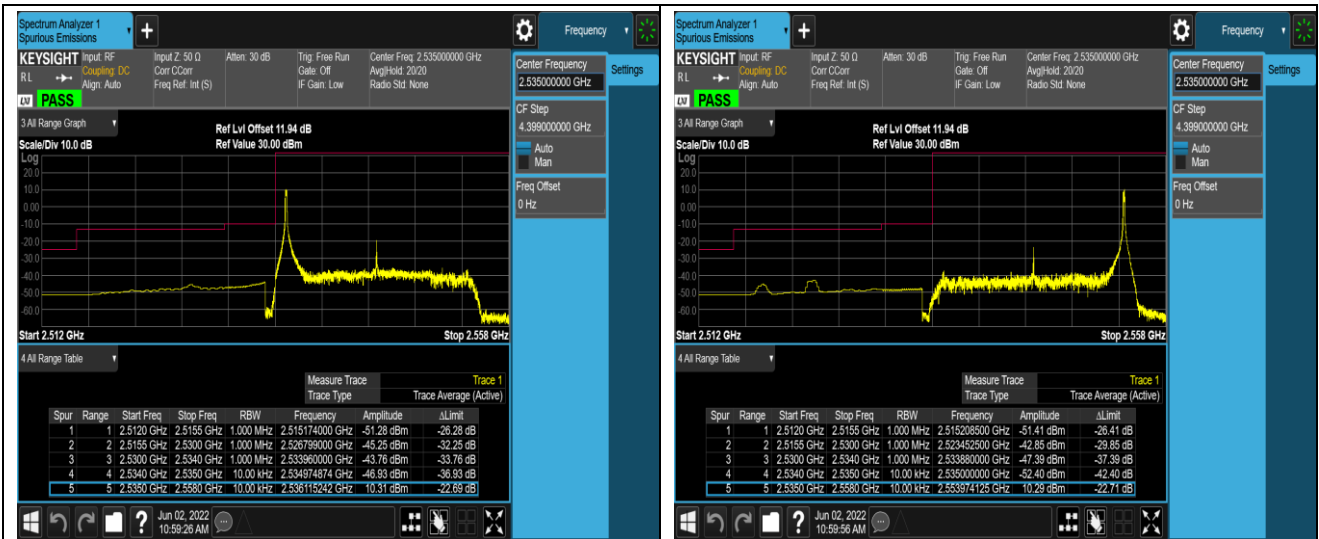 Spectrum Analyzer 1
Spurious Emissions
+
Frequency
KEYSIGHT Input: RF Input Z: 50 Ω Atten: 30 dB Trig: Free Run Center Freq: 2.535000000 GHz
RL Coupling: DC Corr CCorr Gate: Off Avg|Hold: 20/20
Align: Auto Freq Ref: Int (S) IF Gain: Low Radio Std: None
LXI PASS
Center Frequency
2.535000000 GHz
Settings
CF Step
4.399000000 GHz
Auto
Man
Freq Offset
0 Hz
3 All Range Graph
Ref Lvl Offset 11.94 dB
Scale/Div 10.0 dB Ref Value 30.00 dBm
Log
20.0
10.0
0.00
-10.0
-20.0
-30.0
-40.0
-50.0
-60.0
Start 2.512 GHz Stop 2.558 GHz
4 All Range Table
Measure Trace Trace 1
Trace Type Trace Average (Active)
Spur Range Start Freq Stop Freq RBW Frequency Amplitude ΔLimit
1 1 2.5120 GHz 2.5155 GHz 1.000 MHz 2.515174000 GHz -51.28 dBm -26.28 dB
2 2 2.5155 GHz 2.5300 GHz 1.000 MHz 2.526799000 GHz -45.25 dBm -32.25 dB
3 3 2.5300 GHz 2.5340 GHz 1.000 MHz 2.533960000 GHz -43.76 dBm -33.76 dB
4 4 2.5340 GHz 2.5350 GHz 10.00 kHz 2.534974874 GHz -46.93 dBm -36.93 dB
5 5 2.5350 GHz 2.5580 GHz 10.00 kHz 2.536115242 GHz 10.31 dBm -22.69 dB
?
Jun 02, 2022
10:59:26 AM
Spectrum Analyzer 1
Spurious Emissions
+
Frequency
KEYSIGHT Input: RF Input Z: 50 Ω Atten: 30 dB Trig: Free Run Center Freq: 2.535000000 GHz
RL Coupling: DC Corr CCorr Gate: Off Avg|Hold: 20/20
Align: Auto Freq Ref: Int (S) IF Gain: Low Radio Std: None
LXI PASS
Center Frequency
2.535000000 GHz
Settings
CF Step
4.399000000 GHz
Auto
Man
Freq Offset
0 Hz
3 All Range Graph
Ref Lvl Offset 11.94 dB
Scale/Div 10.0 dB Ref Value 30.00 dBm
Log
20.0
10.0
0.00
-10.0
-20.0
-30.0
-40.0
-50.0
-60.0
Start 2.512 GHz Stop 2.558 GHz
4 All Range Table
Measure Trace Trace 1
Trace Type Trace Average (Active)
Spur Range Start Freq Stop Freq RBW Frequency Amplitude ΔLimit
1 1 2.5120 GHz 2.5155 GHz 1.000 MHz 2.515208500 GHz -51.41 dBm -26.41 dB
2 2 2.5155 GHz 2.5300 GHz 1.000 MHz 2.523452500 GHz -42.85 dBm -29.85 dB
3 3 2.5300 GHz 2.5340 GHz 1.000 MHz 2.533880000 GHz -47.39 dBm -37.39 dB
4 4 2.5340 GHz 2.5350 GHz 10.00 kHz 2.535000000 GHz -52.40 dBm -42.40 dB
5 5 2.5350 GHz 2.5580 GHz 10.00 kHz 2.553974125 GHz 10.29 dBm -22.71 dB
?
Jun 02, 2022
10:59:56 AM